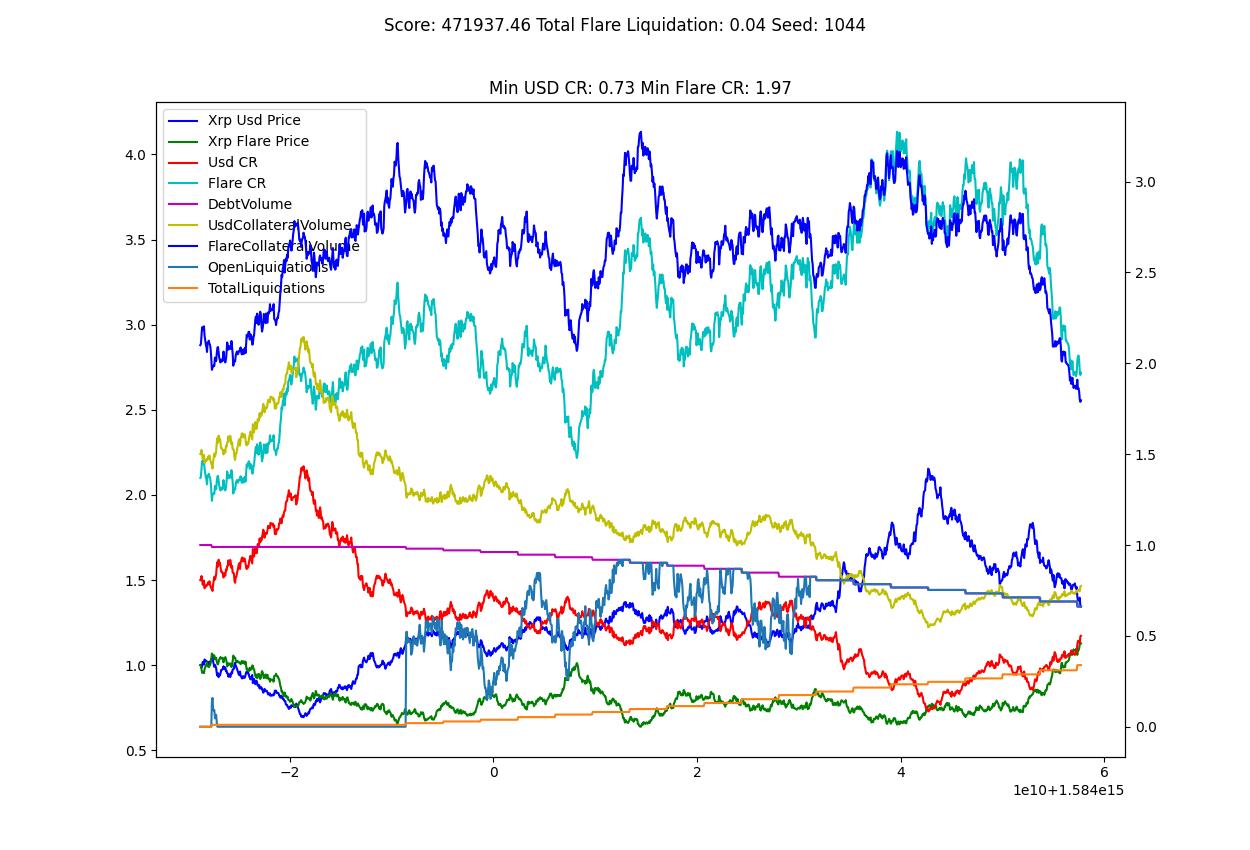 Score: 471937.46 Total Flare Liquidation: 0.04 Seed: 1044
Min USD CR: 0.73 Min Flare CR: 1.97
Xrp Usd Price
Xrp Flare Price
Usd CR
Flare CR
DebtVolume
UsdCollateralVolume
FlareCollateralVolume
OpenLiquidations
TotalLiquidations
4.0
3.5
3.0
2.5
2.0
1.5
1.0
0.5
3.0
2.5
2.0
1.5
1.0
0.5
0.0
−2
0
2
4
6
1e10+1.584e15